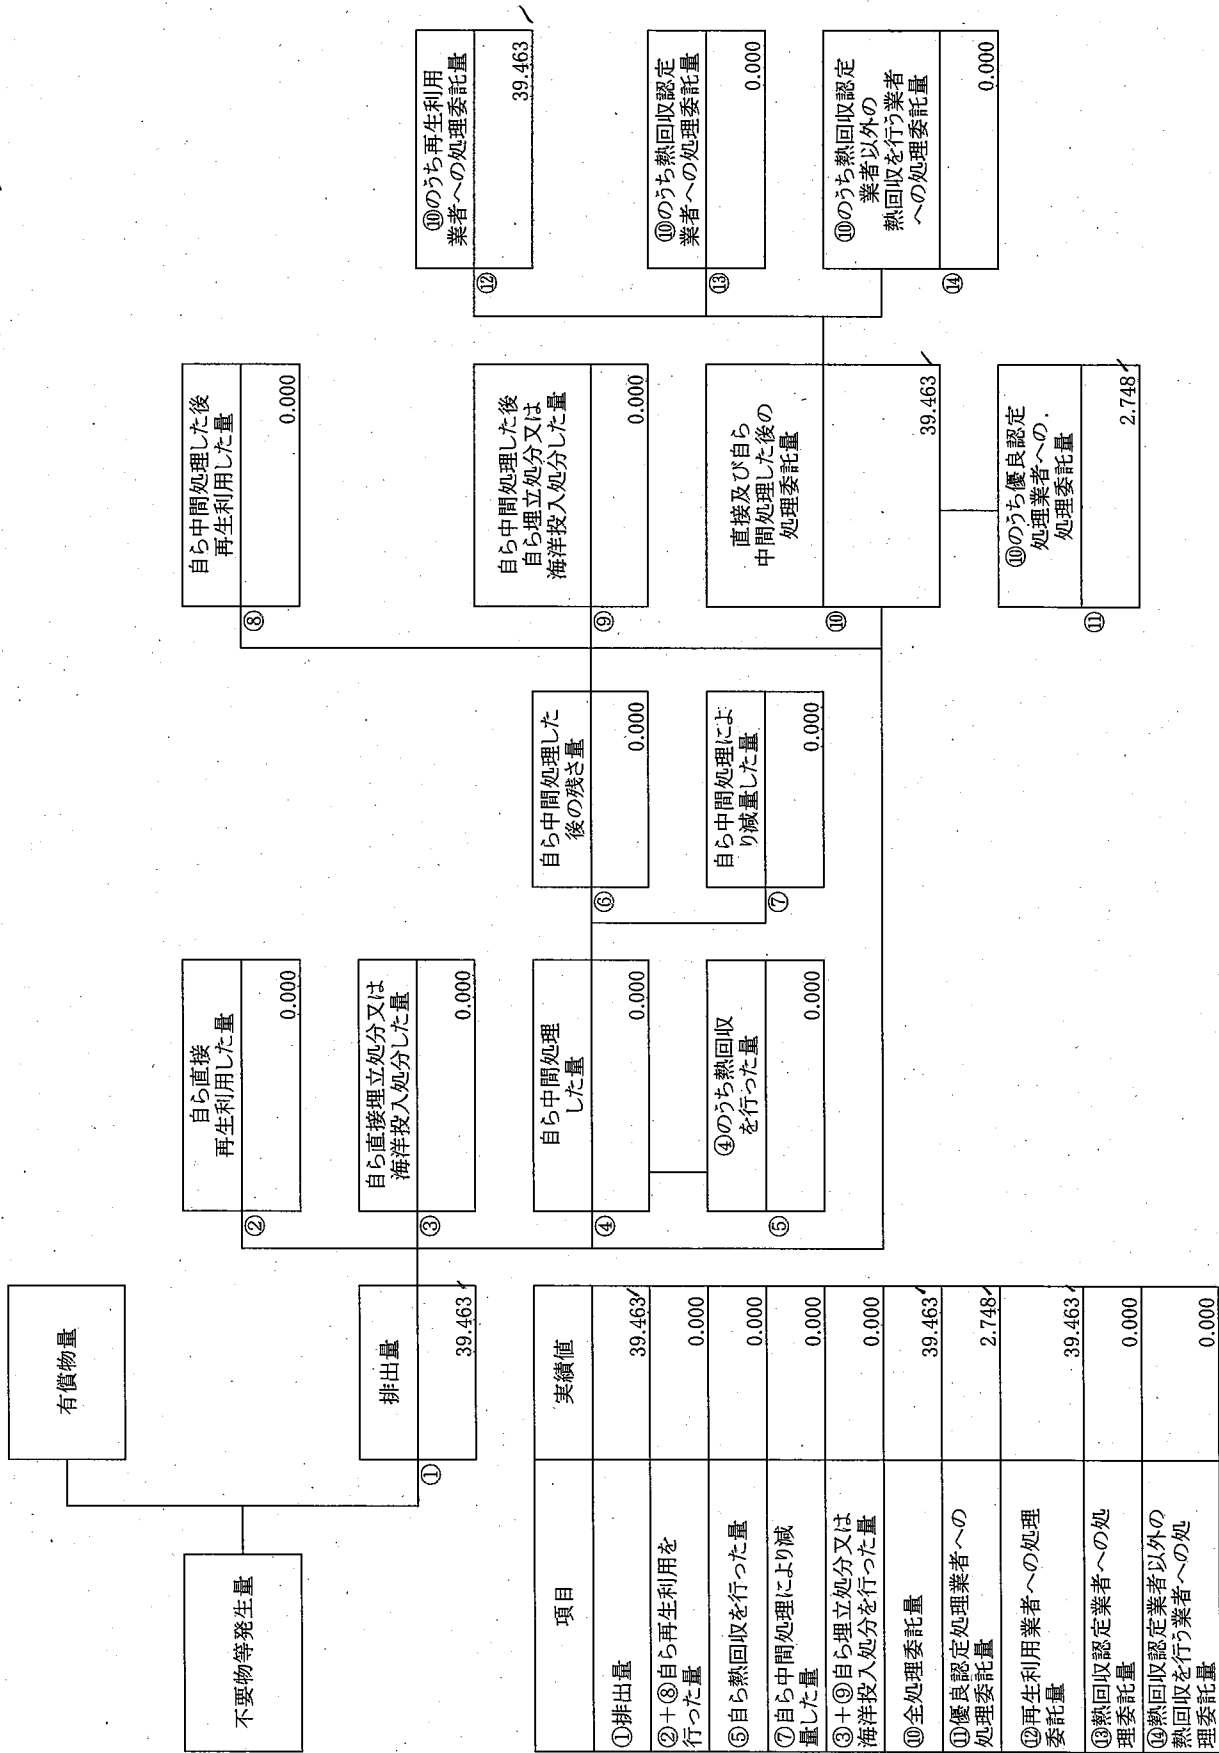 不要物等発生量
有償物量
排出量
①
39.463
自ら直接
再生利用した量
②
0.000
自ら直接埋立処分又は
海洋投入処分した量
③
0.000
自ら中間処理
した量
④
0.000
④のうち熱回収
を行った量
⑤
0.000
自ら中間処理した
後の残さ量
⑥
0.000
自ら中間処理によ
り減量した量
⑦
0.000
自ら中間処理した後
再生利用した量
⑧
0.000
自ら中間処理した後
自ら埋立処分又は
海洋投入処分した量
⑨
0.000
直接及び自ら
中間処理した後の
処理委託量
⑩
39.463
⑩のうち優良認定
処理業者への
処理委託量
⑪
2.748
⑩のうち再生利用
業者への処理委託量
⑫
39.463
⑩のうち熱回収認定
業者への処理委託量
⑬
0.000
⑩のうち熱回収認定
業者以外の
熱回収を行う業者
への処理委託量
⑭
0.000
項目 実績値
①排出量 39.463
②+⑧自ら再生利用を
行った量 0.000
⑤自ら熱回収を行った量 0.000
⑦自ら中間処理により減
量した量 0.000
③+⑨自ら埋立処分又は
海洋投入処分を行った量 0.000
⑩全処理委託量 39.463
⑪優良認定処理業者への
処理委託量 2.748
⑫再生利用業者への処理
委託量 39.463
⑬熱回収認定業者への処
理委託量 0.000
⑭熱回収認定業者以外の
熱回収を行う業者への処
理委託量 0.000